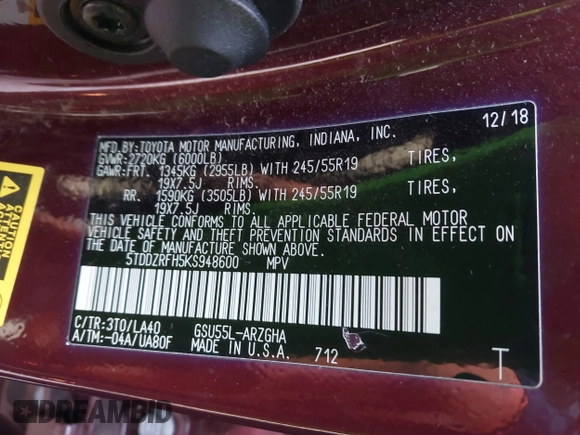 12/18
MFD.BY:TOYOTA MOTOR MANUFACTURING, INDIANA, INC.
GVWR:2720KG (6000LB)
GAWR:FRT. 1345KG (2955LB) WITH 245/55R19 TIRES,
19X7.5J RIMS.
RR. 1590KG (3505LB) WITH 245/55R19 TIRES,
19X7.5J RIMS.
THIS VEHICLE CONFORMS TO ALL APPLICABLE FEDERAL MOTOR
VEHICLE SAFETY AND THEFT PREVENTION STANDARDS IN EFFECT ON
THE DATE OF MANUFACTURE SHOWN ABOVE.
5TDDZRFH5KS948600 MPV
C/TR:3T0/LA40 GSU55L-ARZGHA
A/TM:-04A/UA80F MADE IN U.S.A. 712
T
CAUTION
DREAMBID